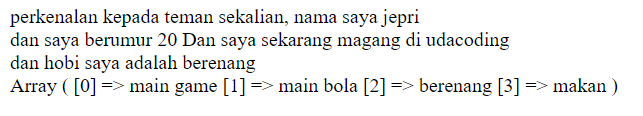 perkenalan kepada teman sekalian, nama saya jepri
dan saya berumur 20 Dan saya sekarang magang di udacoding
dan hobi saya adalah berenang
Array ( [0] => main game [1] => main bola [2] => berenang [3] => makan )